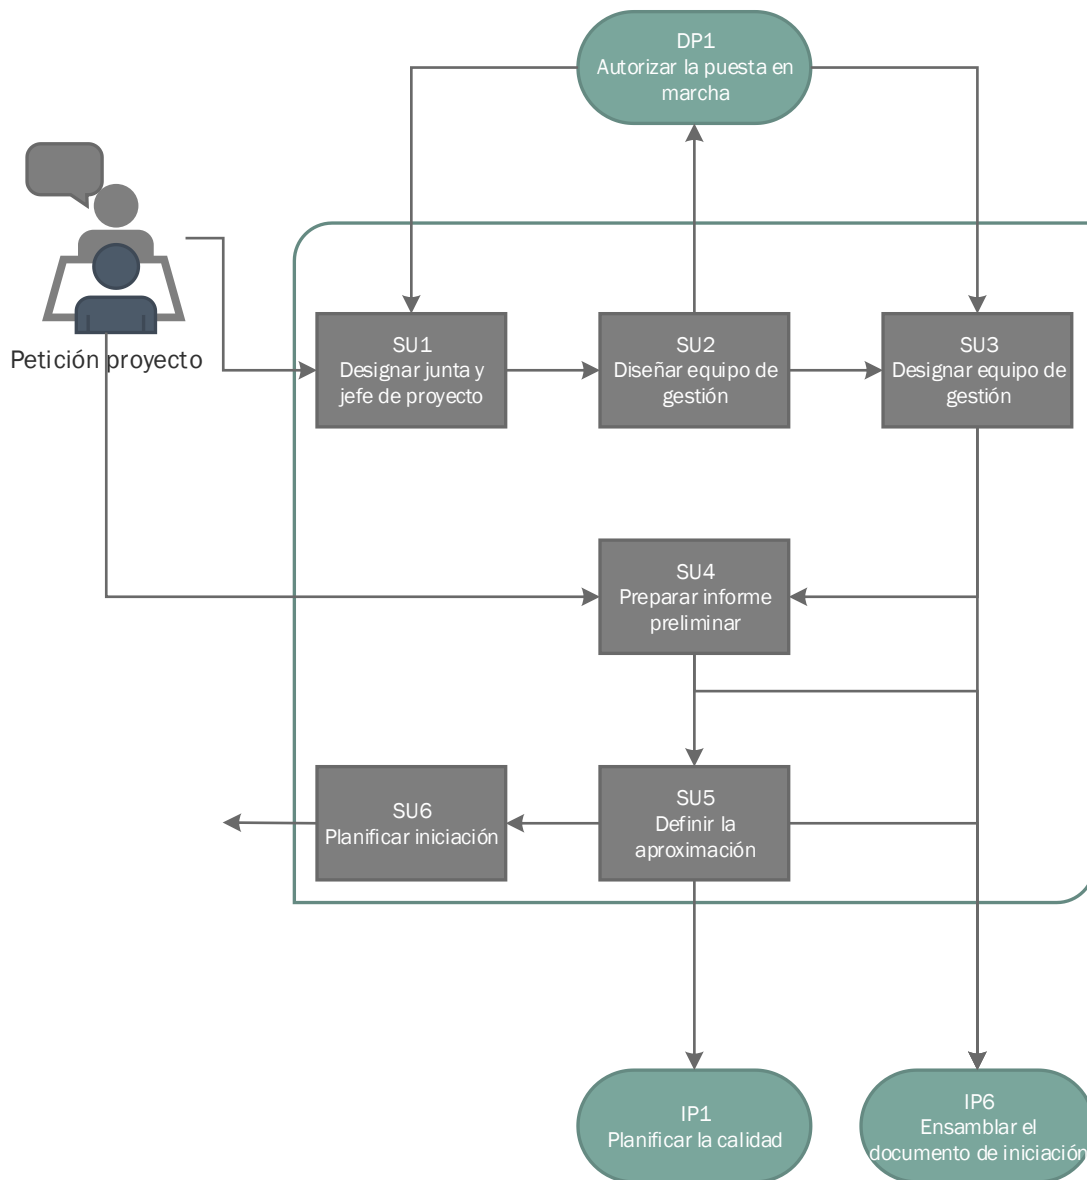 DP1
Autorizar la puesta en
marcha
Petición proyecto
SU1
Designar junta y
jefe de proyecto
SU2
Diseñar equipo de
gestión
SU3
Designar equipo de
gestión
SU4
Preparar informe
preliminar
SU6
Planificar iniciación
SU5
Definir la
aproximación
IP1
Planificar la calidad
IP6
Ensamblar el
documento de iniciación